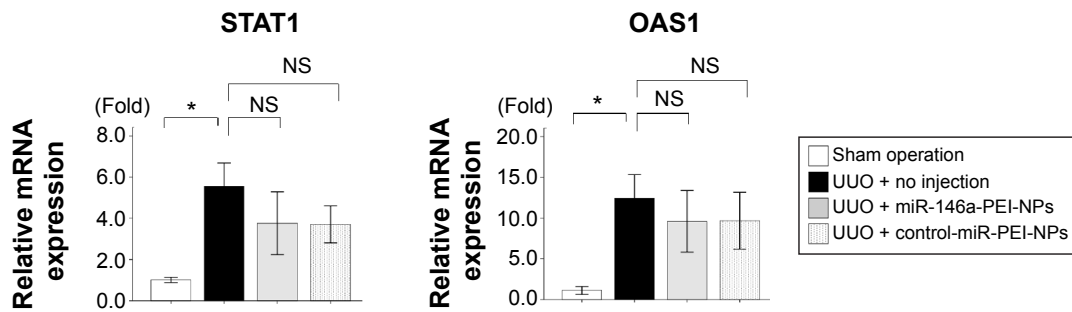 STAT1
NS
(Fold)
*
NS
8.0
6.0
4.0
2.0
0.0
Relative mRNA
expression
OAS1
NS
(Fold)
*
NS
20.0
15.0
10.0
5.0
0.0
Relative mRNA
expression
Sham operation
UUO + no injection
UUO + miR-146a-PEI-NPs
UUO + control-miR-PEI-NPs